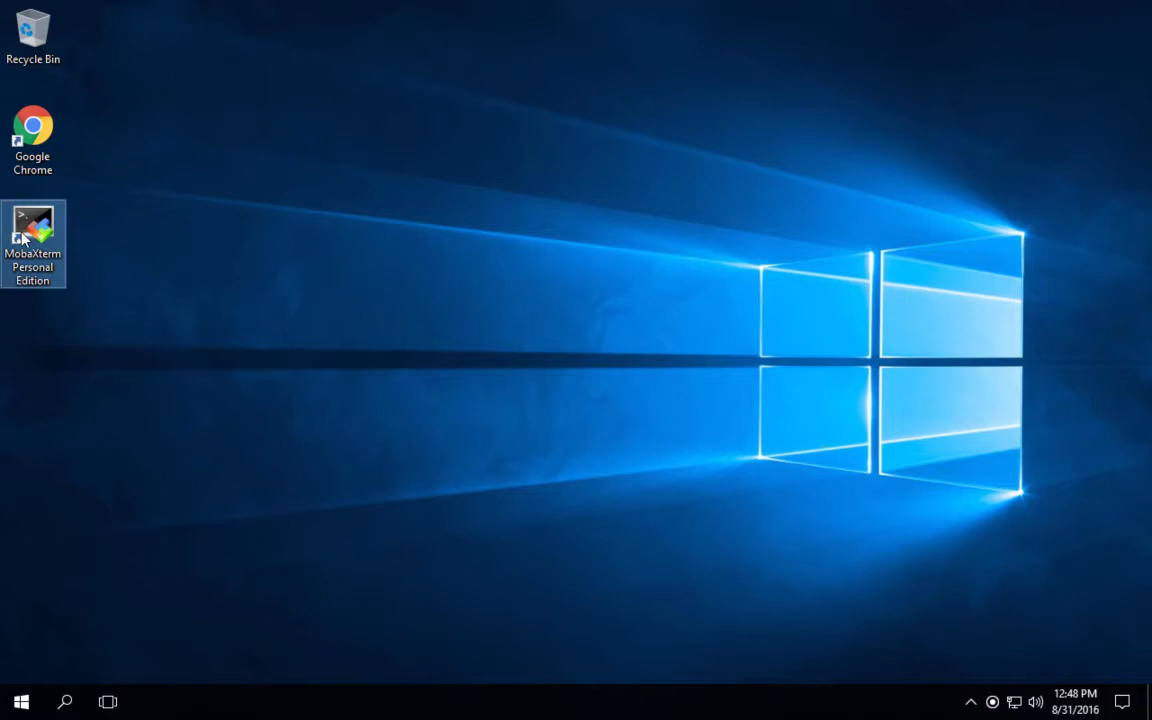 Recycle Bin
Google
Chrome
>_
MobaXterm
Personal
Edition
12:48 PM
8/31/2016